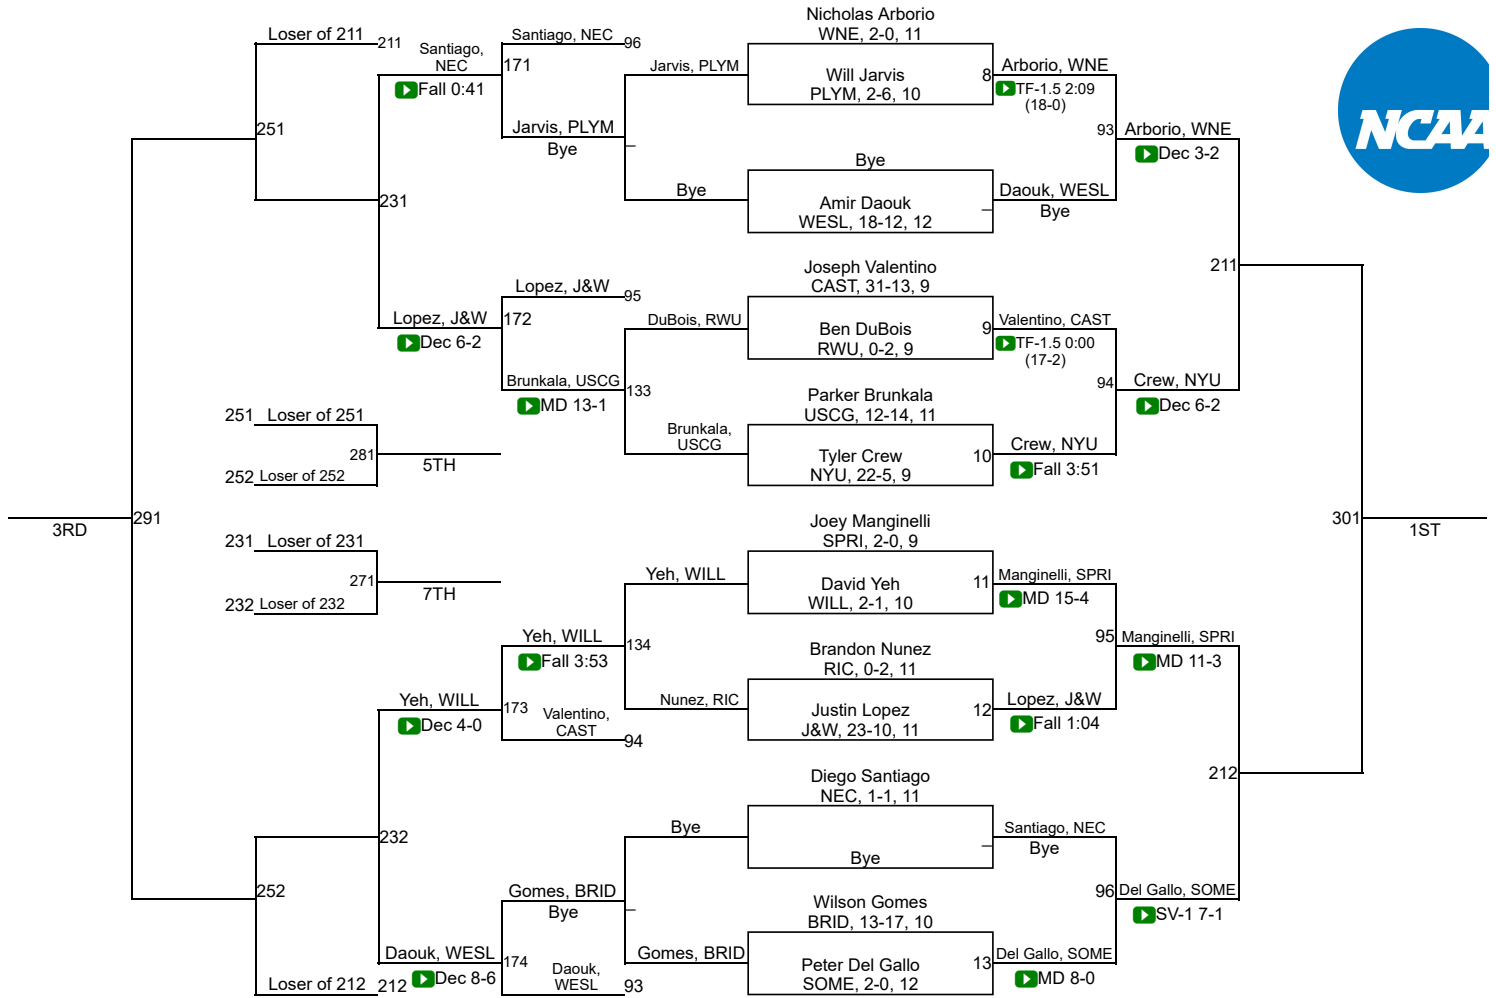 Loser of 211
211
Santiago,
NEC
Fall 0:41
Santiago, NEC
96
171
Jarvis, PLYM
Bye
Jarvis, PLYM
Bye
Nicholas Arborio
WNE, 2-0, 11
Will Jarvis
PLYM, 2-6, 10
8
Arborio, WNE
TF-1.5 2:09
(18-0)
Bye
Amir Daouk
WESL, 18-12, 12
Daouk, WESL
Bye
93
Arborio, WNE
Dec 3-2
NCAA
251
231
Lopez, J&W
Dec 6-2
Lopez, J&W
95
172
Brunkala, USCG
MD 13-1
DuBois, RWU
133
Brunkala,
USCG
Joseph Valentino
CAST, 31-13, 9
Ben DuBois
RWU, 0-2, 9
9
Valentino, CAST
TF-1.5 0:00
(17-2)
Parker Brunkala
USCG, 12-14, 11
Tyler Crew
NYU, 22-5, 9
10
Crew, NYU
Fall 3:51
94
Crew, NYU
Dec 6-2
211
251
Loser of 251
281
5TH
252
Loser of 252
3RD
291
301
1ST
231
Loser of 231
271
7TH
232
Loser of 232
Yeh, WILL
Dec 4-0
Yeh, WILL
Fall 3:53
173
Valentino,
CAST
94
Yeh, WILL
134
Nunez, RIC
Joey Manginelli
SPRI, 2-0, 9
David Yeh
WILL, 2-1, 10
11
Manginelli, SPRI
MD 15-4
Brandon Nunez
RIC, 0-2, 11
Justin Lopez
J&W, 23-10, 11
12
Lopez, J&W
Fall 1:04
95
Manginelli, SPRI
MD 11-3
212
232
252
Loser of 212
212
Daouk, WESL
Dec 8-6
Gomes, BRID
Bye
174
Daouk,
WESL
93
Bye
Gomes, BRID
Diego Santiago
NEC, 1-1, 11
Bye
Santiago, NEC
Bye
Wilson Gomes
BRID, 13-17, 10
Peter Del Gallo
SOME, 2-0, 12
13
Del Gallo, SOME
MD 8-0
96
Del Gallo, SOME
SV-1 7-1